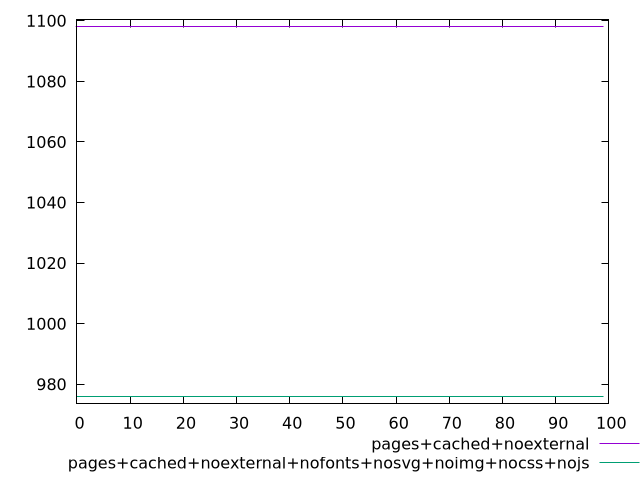 1100
1080
1060
1040
1020
1000
980
0 10 20 30 40 50 60 70 80 90 100
pages+cached+noexternal
pages+cached+noexternal+nofonts+nosvg+noimg+nocss+nojs